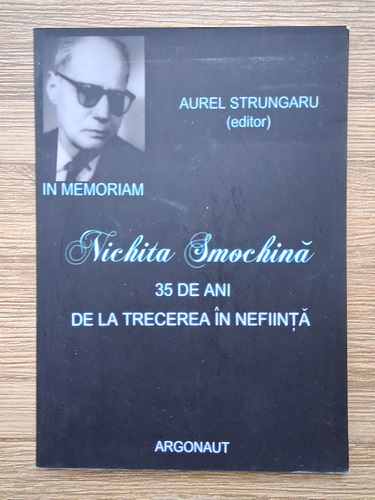 AUREL STRUNGARU
(editor)
IN MEMORIAM
Nichita Smochină
35 DE ANI
DE LA TRECEREA ÎN NEFIINȚĂ
ARGONAUT